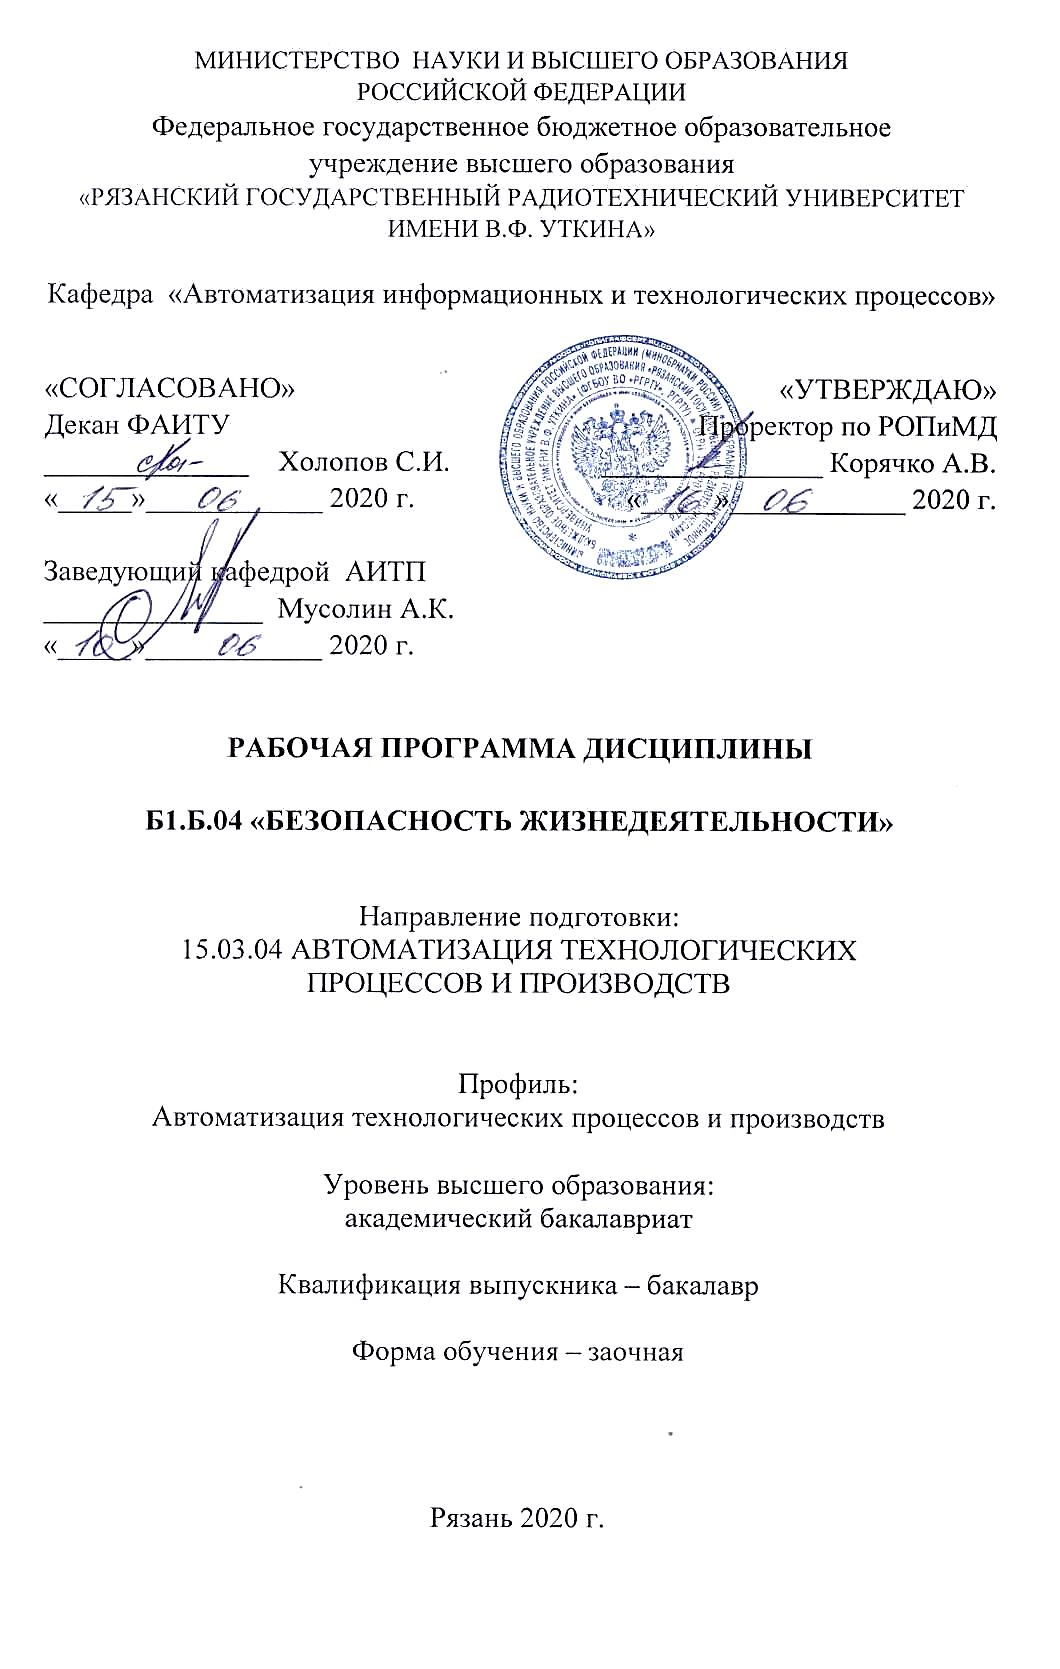 МИНИСТЕРСТВО НАУКИ И ВЫСШЕГО ОБРАЗОВАНИЯ
РОССИЙСКОЙ ФЕДЕРАЦИИ
Федеральное государственное бюджетное образовательное
учреждение высшего образования
«РЯЗАНСКИЙ ГОСУДАРСТВЕННЫЙ РАДИОТЕХНИЧЕСКИЙ УНИВЕРСИТЕТ
ИМЕНИ В.Ф. УТКИНА»
Кафедра «Автоматизация информационных и технологических процессов»
«СОГЛАСОВАНО»
Декан ФАИТУ
Холопов С.И.
«15» 06 2020 г.
Заведующий кафедрой АИТП
Мусолин А.К.
«10» 06 2020 г.
«УТВЕРЖДАЮ»
Проректор по РОПиМД
Корячко А.В.
«16» 06 2020 г.
РАБОЧАЯ ПРОГРАММА ДИСЦИПЛИНЫ
Б1.Б.04 «БЕЗОПАСНОСТЬ ЖИЗНЕДЕЯТЕЛЬНОСТИ»
Направление подготовки:
15.03.04 АВТОМАТИЗАЦИЯ ТЕХНОЛОГИЧЕСКИХ
ПРОЦЕССОВ И ПРОИЗВОДСТВ
Профиль:
Автоматизация технологических процессов и производств
Уровень высшего образования:
академический бакалавриат
Квалификация выпускника – бакалавр
Форма обучения – заочная
Рязань 2020 г.